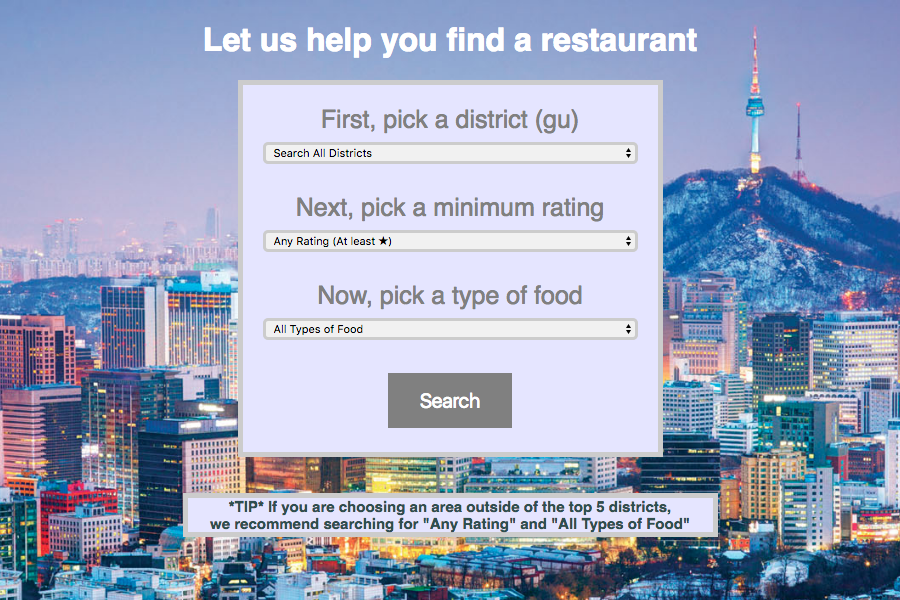 Let us help you find a restaurant
First, pick a district (gu)
Search All Districts
Next, pick a minimum rating
Any Rating (At least ★)
Now, pick a type of food
All Types of Food
Search
*TIP* If you are choosing an area outside of the top 5 districts,
we recommend searching for "Any Rating" and "All Types of Food"